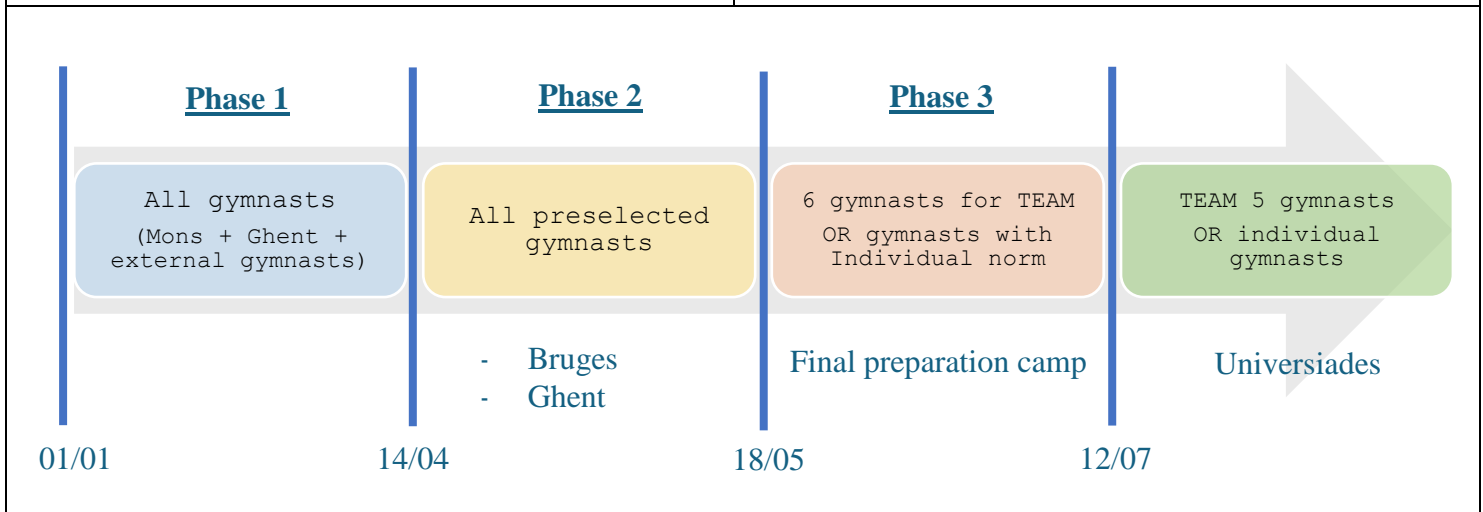 Phase 1
Phase 2
Phase 3
All gymnasts
(Mons + Ghent +
external gymnasts)
All preselected
gymnasts
6 gymnasts for TEAM
OR gymnasts with
Individual norm
TEAM 5 gymnasts
OR individual
gymnasts
- Bruges
- Ghent
Final preparation camp
Universiades
01/01
14/04
18/05
12/07